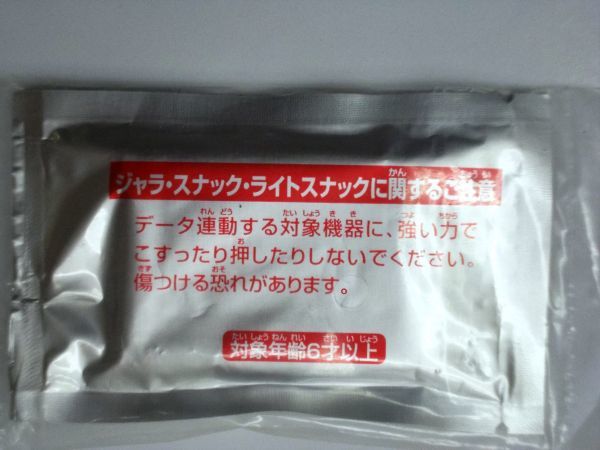 ジャラ・スナック・ライトスナックに関するご注意
データ連動する対象機器に、強い力で
こすったり押したりしないでください。
傷つける恐れがあります。
対象年齢6才以上